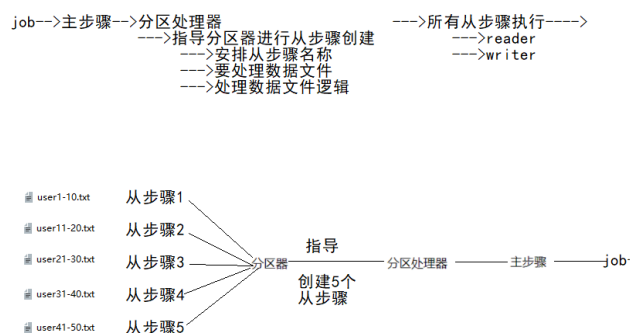 job-->主步骤-->分区处理器 --->所有从步骤执行---->
--->指导分区器进行从步骤创建 --->reader
--->安排从步骤名称 --->writer
--->要处理数据文件
--->处理数据文件逻辑
user1-10.txt 从步骤1
user11-20.txt 从步骤2
指导
user21-30.txt 从步骤3 分区器 分区处理器 主步骤 job
创建5个
从步骤
user31-40.txt 从步骤4
user41-50.txt 从步骤5